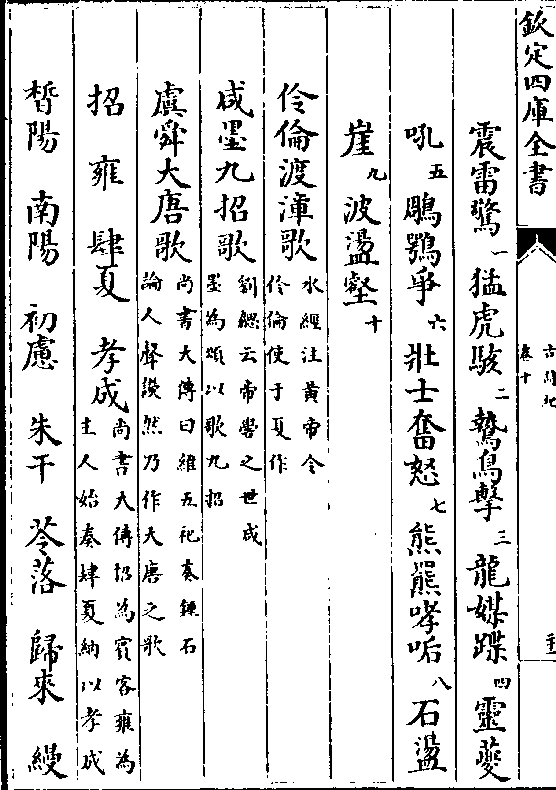 欽定四庫全書
古詩紀
卷十
震雷驚一猛虎駭二鷙鳥擊三龍媒蹀四靈夔
吼五鵰鶚爭六壯士奮怒七熊羆哮㖃八石盪
崖九波盪壑十
伶倫渡漳歌
水經注黃帝令
伶倫使于夏作
咸墨九招歌
劉勰云帝嚳之世咸
墨為頌以歌九招
虞舜大唐歌
尚書大傳曰維五祀奏鍾石
論人聲讙然乃作大唐之歌
招 雍 肆夏 孝成
尚書大傳招為賓客雍為
主人始奏肆夏納以孝成
晳陽 南陽 初慮 朱干 苓落 歸來 縵